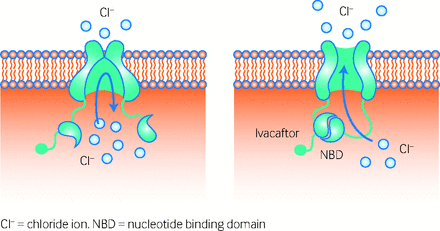 Cl⁻
Cl⁻
Ivacaftor
NBD
Cl⁻
Cl⁻
Cl⁻ = chloride ion. NBD = nucleotide binding domain